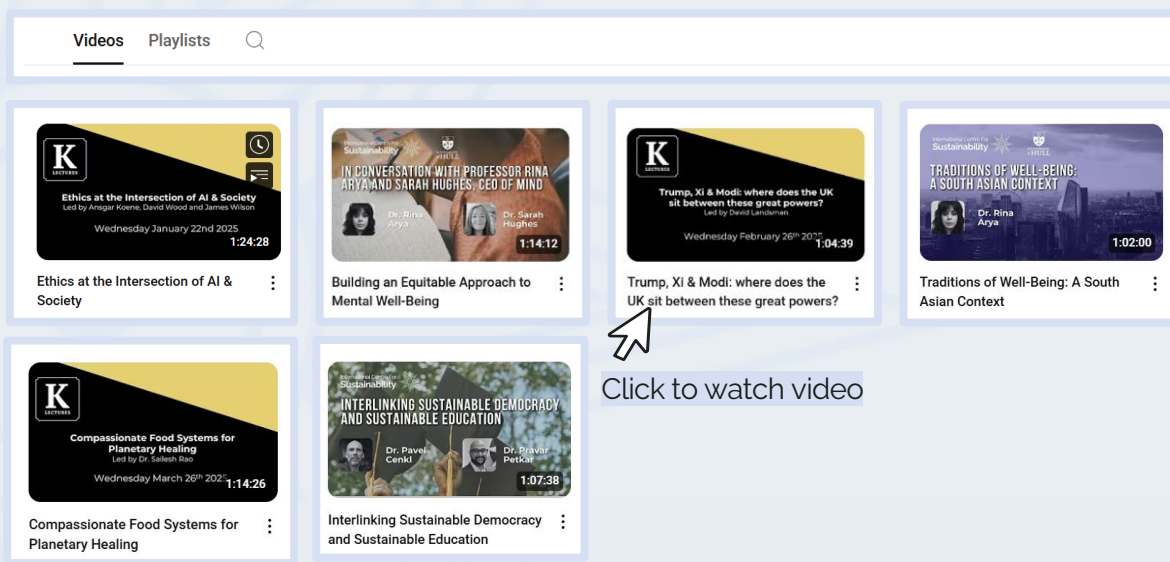 Videos Playlists
K
LECTURES
Ethics at the Intersection of AI & Society
Led by Ansgar Koene, David Wood and James Wilson
Wednesday January 22nd 2025
1:24:28
Ethics at the Intersection of AI &
Society
International Centre For
Sustainability
HULL
IN CONVERSATION WITH PROFESSOR RINA
ARYA AND SARAH HUGHES, CEO OF MIND
Dr. Rina
Arya
Dr. Sarah
Hughes
1:14:12
Building an Equitable Approach to
Mental Well-Being
K
LECTURES
Trump, Xi & Modi: where does the UK
sit between these great powers?
Led by David Landsman
Wednesday February 26th 2025
1:04:39
Trump, Xi & Modi: where does the
UK sit between these great powers?
International Centre For
Sustainability
HULL
TRADITIONS OF WELL-BEING:
A SOUTH ASIAN CONTEXT
Dr. Rina
Arya
1:02:00
Traditions of Well-Being: A South
Asian Context
Click to watch video
K
LECTURES
Compassionate Food Systems for
Planetary Healing
Led by Dr. Sailesh Rao
Wednesday March 26th 2025
1:14:26
Compassionate Food Systems for
Planetary Healing
International Centre For
Sustainability
INTERLINKING SUSTAINABLE DEMOCRACY
AND SUSTAINABLE EDUCATION
Dr. Pavel
Cenkl
Dr. Pravar
Petkar
1:07:38
Interlinking Sustainable Democracy
and Sustainable Education